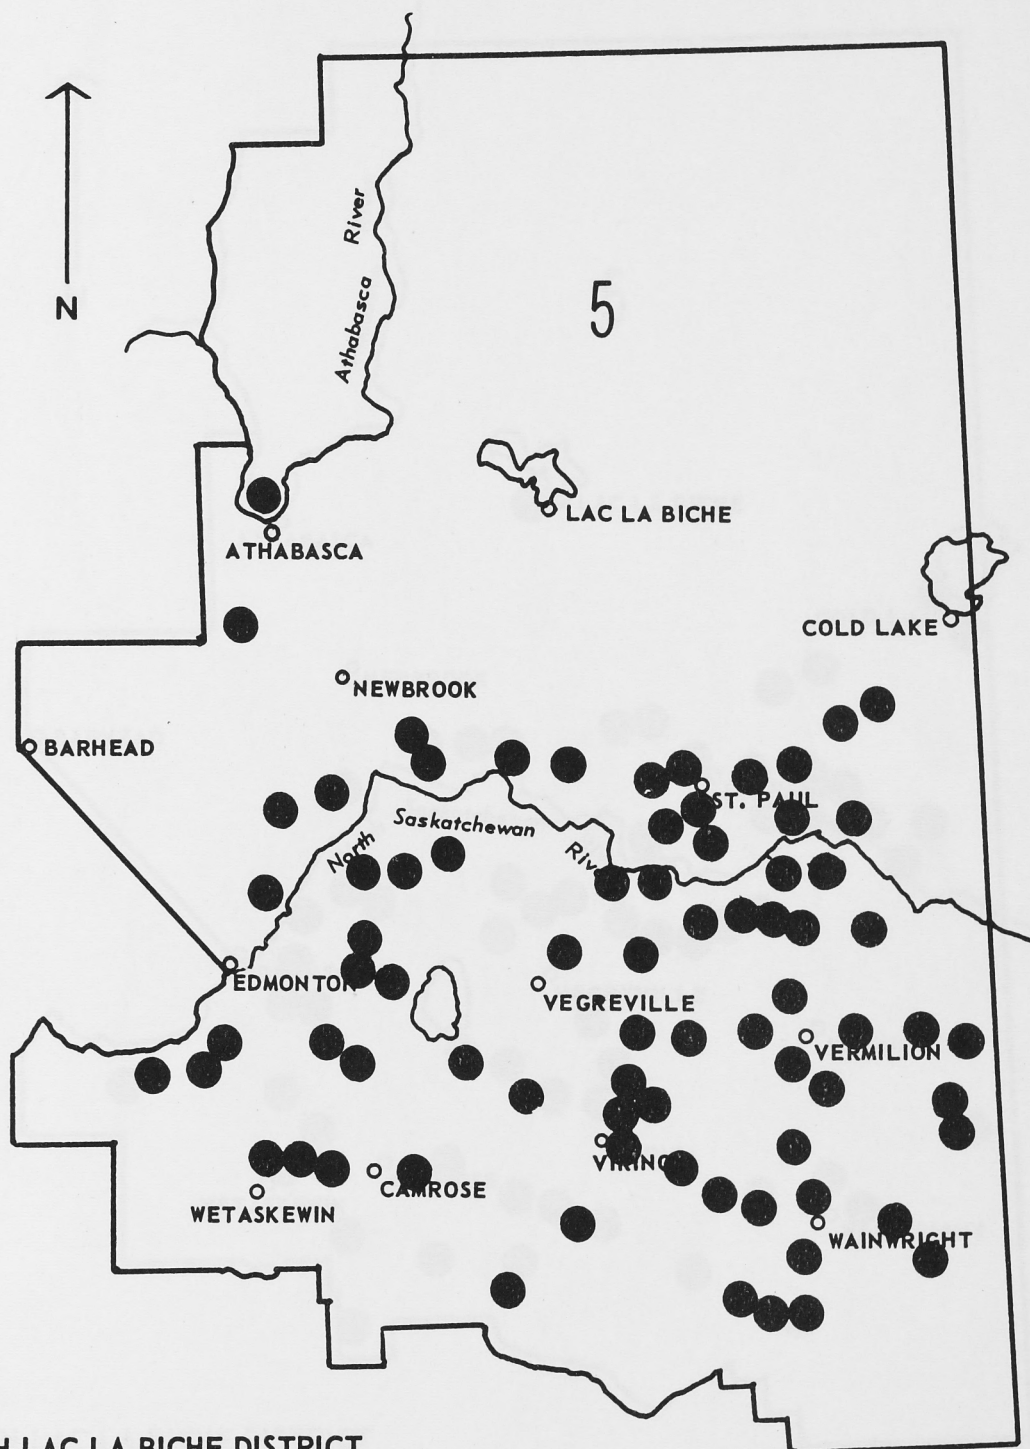 N
Athabasca River
5
LAC LA BICHE
ATHABASCA
COLD LAKE
NEWBROOK
BARHEAD
ST. PAUL
North Saskatchewan River
EDMONTON
VEGREVILLE
VERMILION
VIKING
CAMROSE
WETASKEWIN
WAINWRIGHT
LAC LA BICHE DISTRICT